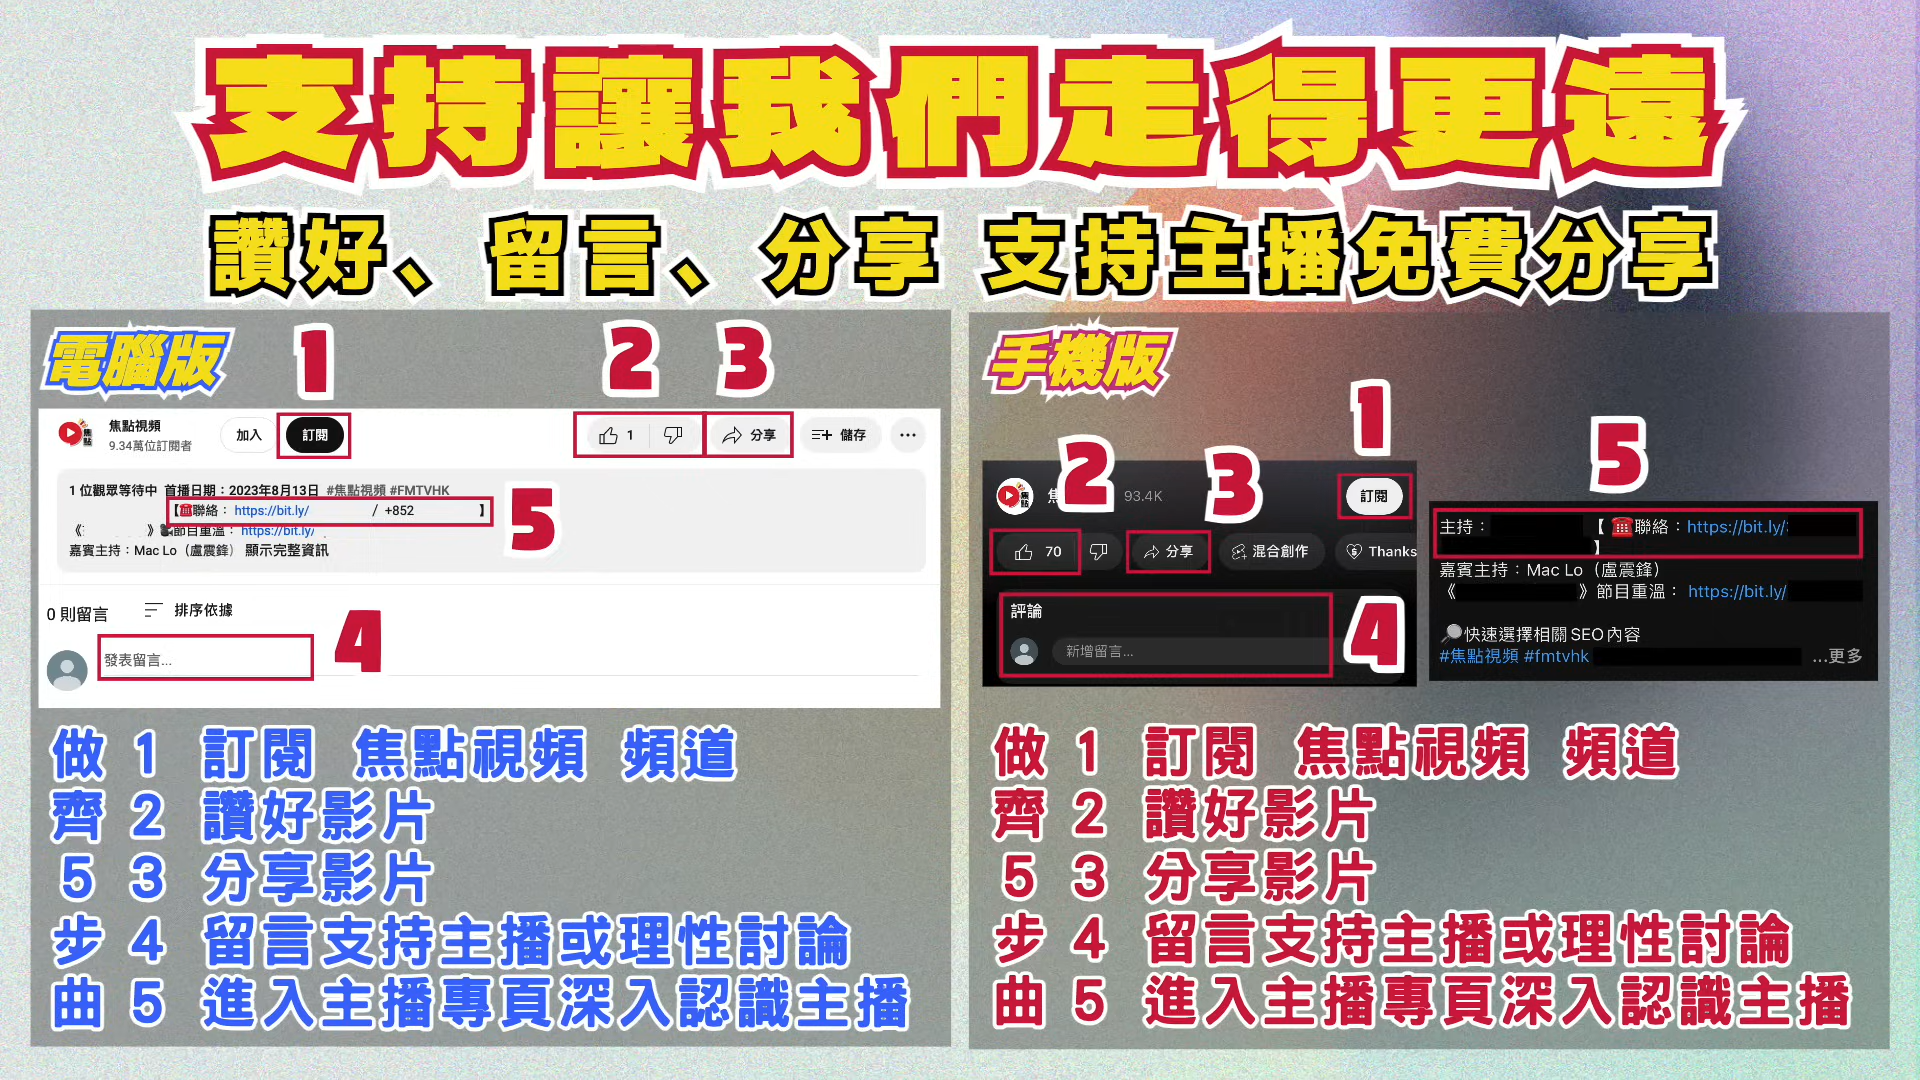 支持讓我們走得更遠
讚好、留言、分享 支持主播免費分享
電腦版
1
2
3
焦點視頻
9.34萬位訂閱者
加入
訂閱
1
分享
儲存
1 位觀眾等待中 首播日期：2023年8月13日 #焦點視頻 #FMTVHK
【☎聯絡： https://bit.ly/ / +852 】
《 》節目重溫： https://bit.ly/
嘉賓主持：Mac Lo（盧震鋒） 顯示完整資訊
5
0 則留言
排序依據
發表留言...
4
做 1 訂閱 焦點視頻 頻道
齊 2 讚好影片
5 3 分享影片
步 4 留言支持主播或理性討論
曲 5 進入主播專頁深入認識主播
手機版
1
2
3
焦
93.4K
訂閱
70
分享
混合創作
Thanks
評論
新增留言...
4
5
主持： 【 ☎聯絡：https://bit.ly/
】
嘉賓主持：Mac Lo（盧震鋒）
《 》節目重溫： https://bit.ly/
🔎快速選擇相關SEO內容
#焦點視頻 #fmtvhk
...更多
做 1 訂閱 焦點視頻 頻道
齊 2 讚好影片
5 3 分享影片
步 4 留言支持主播或理性討論
曲 5 進入主播專頁深入認識主播